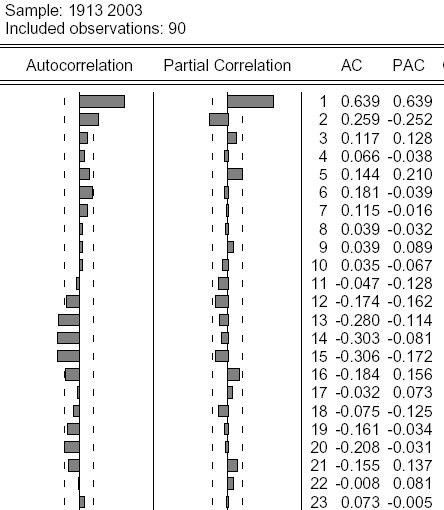 Sample: 1913 2003
Included observations: 90
Autocorrelation Partial Correlation AC PAC
1 0.639 0.639
2 0.259 -0.252
3 0.117 0.128
4 0.066 -0.038
5 0.144 0.210
6 0.181 -0.039
7 0.115 -0.016
8 0.039 -0.032
9 0.039 0.089
10 0.035 -0.067
11 -0.047 -0.128
12 -0.174 -0.162
13 -0.280 -0.114
14 -0.303 -0.081
15 -0.306 -0.172
16 -0.184 0.156
17 -0.032 0.073
18 -0.075 -0.125
19 -0.161 -0.034
20 -0.208 -0.031
21 -0.155 0.137
22 -0.008 0.081
23 0.073 -0.005